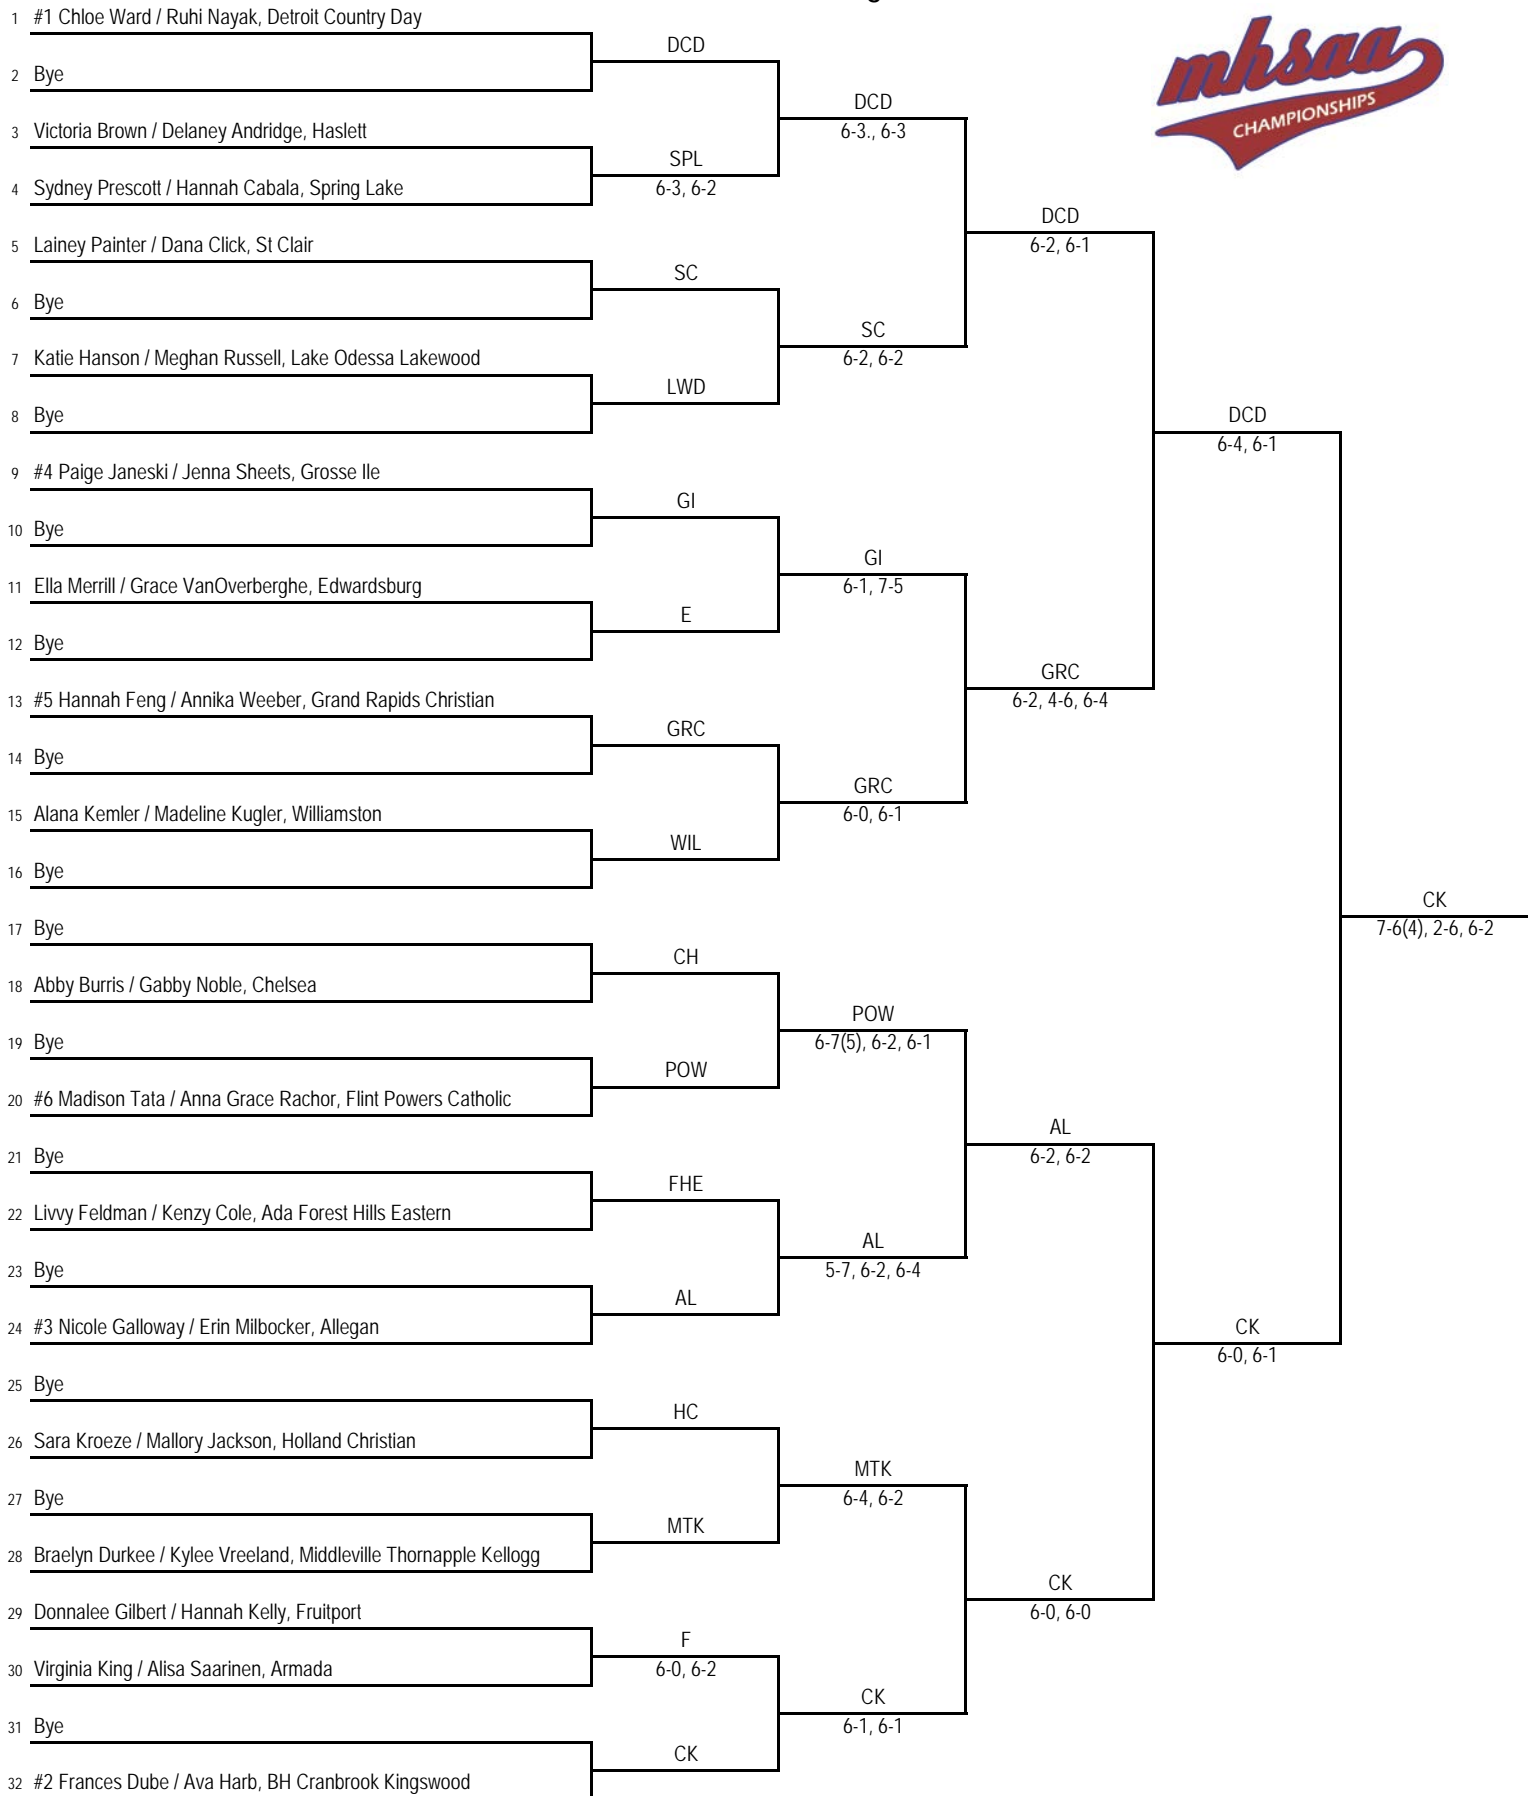 1 #1 Chloe Ward / Ruhi Nayak, Detroit Country Day
DCD
2 Bye
DCD
6-3., 6-3
3 Victoria Brown / Delaney Andridge, Haslett
SPL
6-3, 6-2
4 Sydney Prescott / Hannah Cabala, Spring Lake
DCD
6-2, 6-1
5 Lainey Painter / Dana Click, St Clair
SC
6 Bye
SC
6-2, 6-2
7 Katie Hanson / Meghan Russell, Lake Odessa Lakewood
LWD
8 Bye
DCD
6-4, 6-1
9 #4 Paige Janeski / Jenna Sheets, Grosse Ile
GI
10 Bye
GI
6-1, 7-5
11 Ella Merrill / Grace VanOverberghe, Edwardsburg
E
12 Bye
GRC
6-2, 4-6, 6-4
13 #5 Hannah Feng / Annika Weeber, Grand Rapids Christian
GRC
14 Bye
GRC
6-0, 6-1
15 Alana Kemler / Madeline Kugler, Williamston
WIL
16 Bye
CK
7-6(4), 2-6, 6-2
17 Bye
CH
18 Abby Burris / Gabby Noble, Chelsea
POW
6-7(5), 6-2, 6-1
19 Bye
POW
20 #6 Madison Tata / Anna Grace Rachor, Flint Powers Catholic
AL
6-2, 6-2
21 Bye
FHE
22 Livvy Feldman / Kenzy Cole, Ada Forest Hills Eastern
AL
5-7, 6-2, 6-4
23 Bye
AL
24 #3 Nicole Galloway / Erin Milbocker, Allegan
CK
6-0, 6-1
25 Bye
HC
26 Sara Kroeze / Mallory Jackson, Holland Christian
MTK
6-4, 6-2
27 Bye
MTK
28 Braelyn Durkee / Kylee Vreeland, Middleville Thornapple Kellogg
CK
6-0, 6-0
29 Donnalee Gilbert / Hannah Kelly, Fruitport
F
6-0, 6-2
30 Virginia King / Alisa Saarinen, Armada
CK
6-1, 6-1
31 Bye
CK
32 #2 Frances Dube / Ava Harb, BH Cranbrook Kingswood
mhsaa
CHAMPIONSHIPS